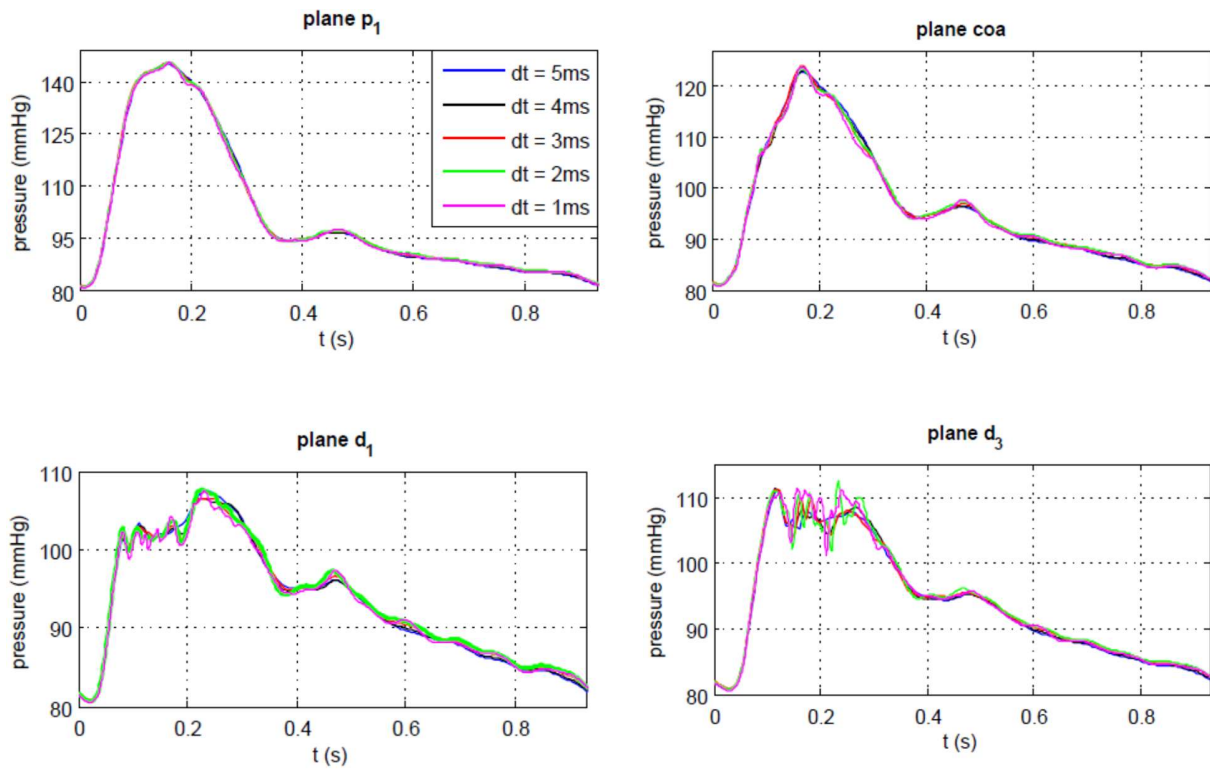 plane p1
pressure (mmHg)
140
125
110
95
80
0 0.2 0.4 0.6 0.8
t (s)
dt = 5ms
dt = 4ms
dt = 3ms
dt = 2ms
dt = 1ms
plane coa
pressure (mmHg)
120
110
100
90
80
0 0.2 0.4 0.6 0.8
t (s)
plane d1
pressure (mmHg)
110
100
90
80
0 0.2 0.4 0.6 0.8
t (s)
plane d3
pressure (mmHg)
110
100
90
80
0 0.2 0.4 0.6 0.8
t (s)